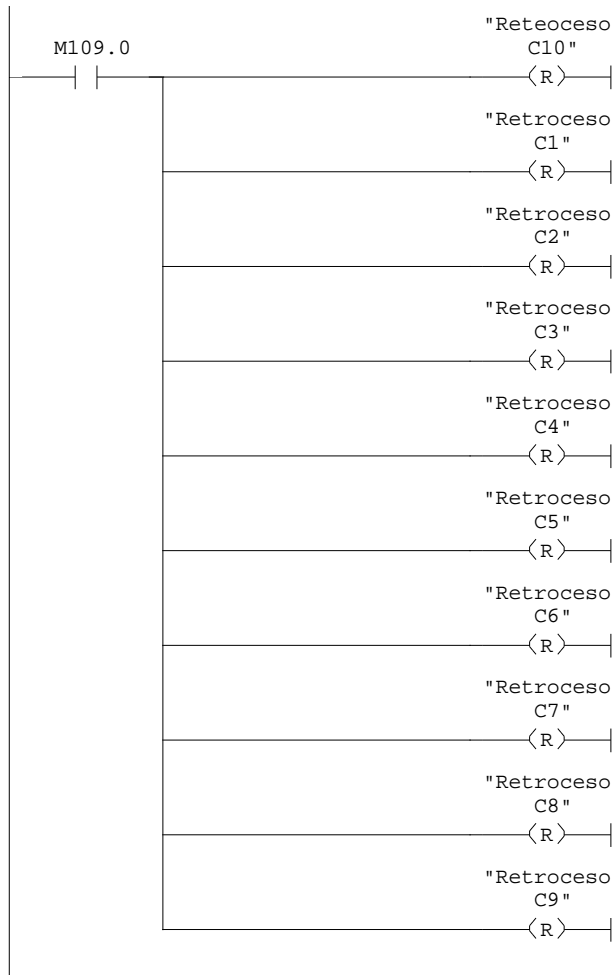 "Reteoceso
M109.0
C10"
(R)
"Retroceso
C1"
(R)
"Retroceso
C2"
(R)
"Retroceso
C3"
(R)
"Retroceso
C4"
(R)
"Retroceso
C5"
(R)
"Retroceso
C6"
(R)
"Retroceso
C7"
(R)
"Retroceso
C8"
(R)
"Retroceso
C9"
(R)